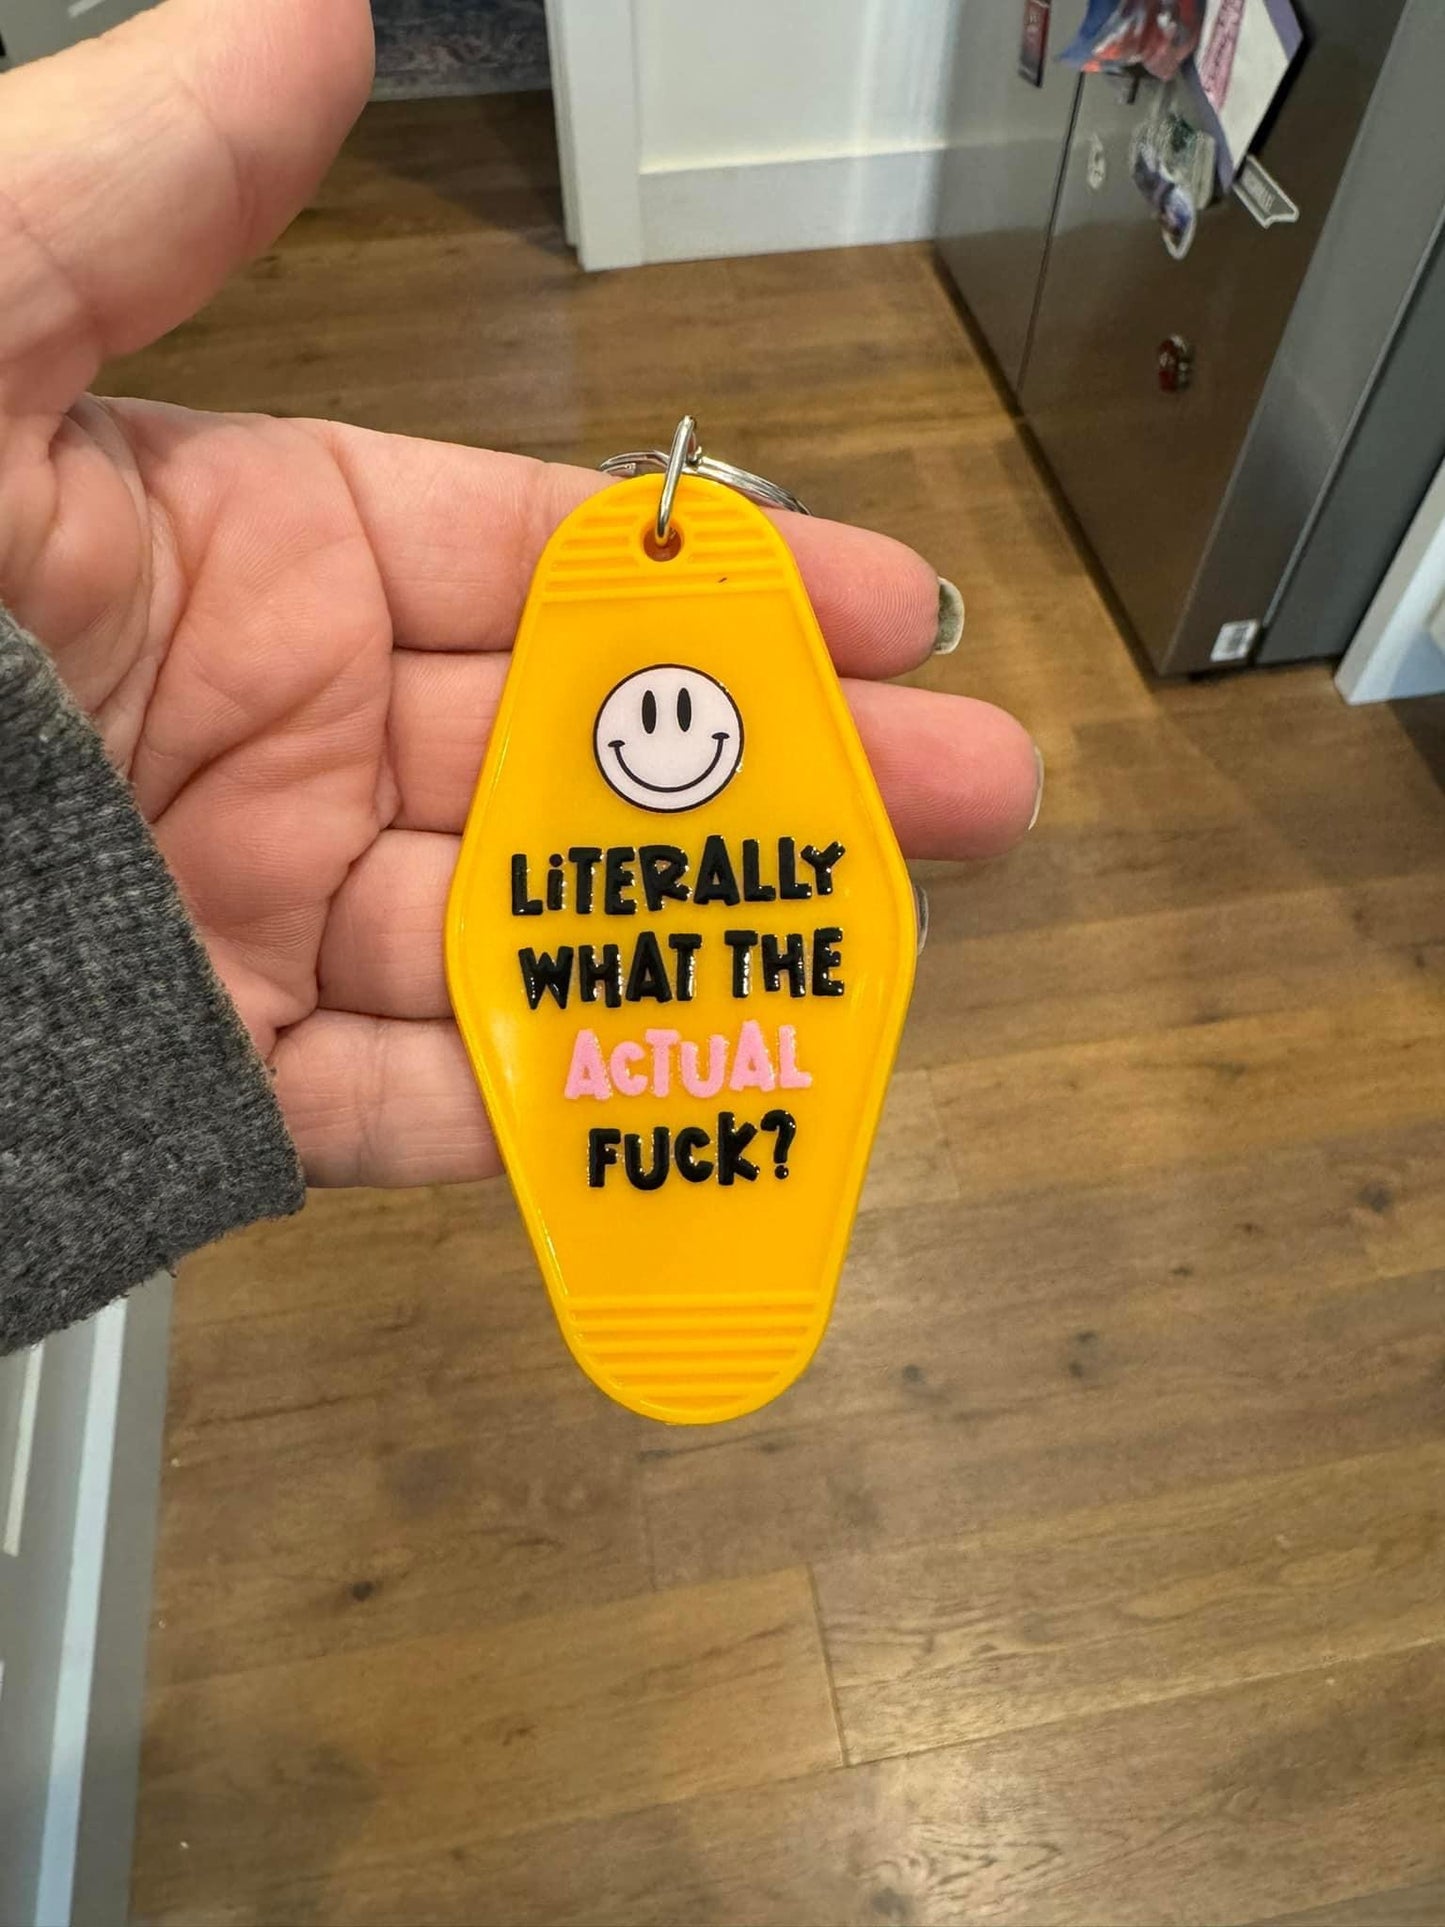 LiTERALLY
WHAT THE
ACTUAL
FUCK?